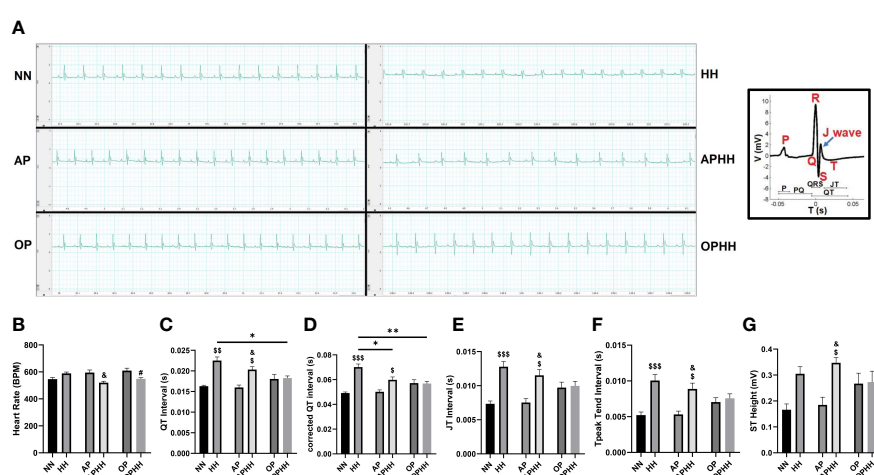 A
NN
HH
AP
APHH
OP
OPHH
R
J wave
P
Q
S
T
QRS
JT
P
PQ
QT
V (mV)
10
8
6
4
2
0
-2
-4
-0.05
0
0.05
T (s)
B
Heart Rate (BPM)
800
600
400
200
0
&
#
NN
HH
AP
APHH
OP
OPHH
C
QT Interval (s)
0.025
0.020
0.015
0.010
0.005
0.000
*
$$
&
$
NN
HH
AP
APHH
OP
OPHH
D
corrected QT interval (s)
0.08
0.06
0.04
0.02
0.00
**
*
$$$
$
NN
HH
AP
APHH
OP
OPHH
E
JT Interval (s)
0.015
0.010
0.005
0.000
$$$
&
$
NN
HH
AP
APHH
OP
OPHH
F
Tpeak Tend Interval (s)
0.015
0.010
0.005
0.000
$$$
&
$
NN
HH
AP
APHH
OP
OPHH
G
ST Height (mV)
0.4
0.3
0.2
0.1
0.0
&
$
NN
HH
AP
APHH
OP
OPHH